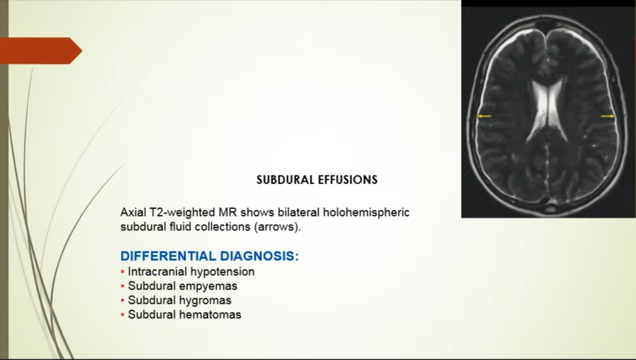 SUBDURAL EFFUSIONS
Axial T2-weighted MR shows bilateral holohemispheric
subdural fluid collections (arrows).
DIFFERENTIAL DIAGNOSIS:
• Intracranial hypotension
• Subdural empyemas
• Subdural hygromas
• Subdural hematomas